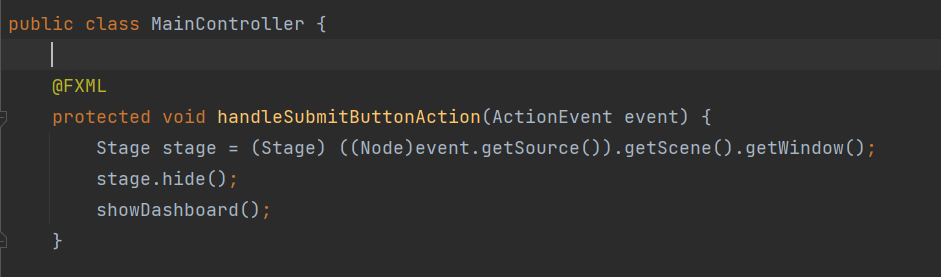 public class MainController {
@FXML
protected void handleSubmitButtonAction(ActionEvent event) {
Stage stage = (Stage) ((Node)event.getSource()).getScene().getWindow();
stage.hide();
showDashboard();
}